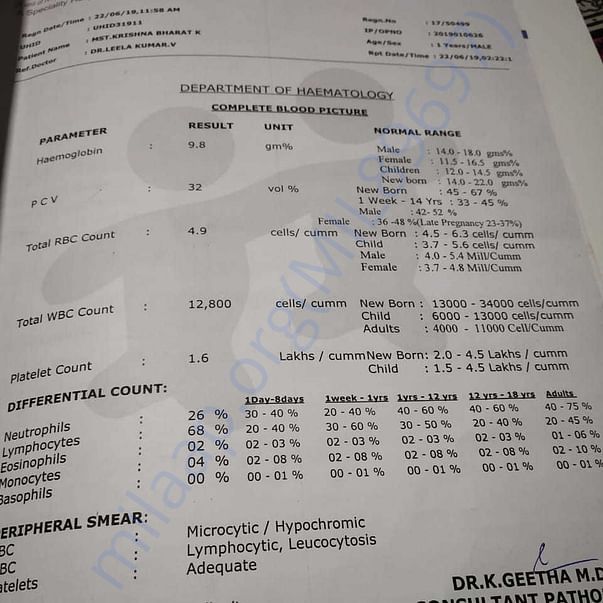 A Speciality
Regn Date/Time : 22/06/19,11:58 AM
UHID : UHID31911
Patient Name : MST.KRISHNA BHARAT K
Ref.Doctor : DR.LEELA KUMAR.V
Regn.No : 17/50499
IP/OPNO : 2019010626
Age/Sex : 1 Years/MALE
Rpt Date/Time : 22/06/19,02:22:1
DEPARTMENT OF HAEMATOLOGY
COMPLETE BLOOD PICTURE
PARAMETER RESULT UNIT NORMAL RANGE
Haemoglobin : 9.8 gm% Male : 14.0 - 18.0 gms%
Female : 11.5 - 16.5 gms%
Children : 12.0 - 14.5 gms%
New born : 14.0 - 22.0 gms%
P C V : 32 vol % New Born : 45 - 67 %
1 Week - 14 Yrs : 33 - 45 %
Male : 42- 52 %
Female : 36 -48 %(Late Pregnancy 23-37%)
Total RBC Count : 4.9 cells/ cumm New Born : 4.5 - 6.3 cells/ cumm
Child : 3.7 - 5.6 cells/ cumm
Male : 4.0 - 5.4 Mill/Cumm
Female : 3.7 - 4.8 Mill/Cumm
Total WBC Count : 12,800 cells/ cumm New Born : 13000 - 34000 cells/cumm
Child : 6000 - 13000 cells/cumm
Adults : 4000 - 11000 Cell/Cumm
Platelet Count : 1.6 Lakhs / cumm New Born: 2.0 - 4.5 Lakhs / cumm
Child : 1.5 - 4.5 Lakhs / cumm
DIFFERENTIAL COUNT: 1Day-8days 1week - 1yrs 1yrs - 12 yrs 12 yrs - 18 yrs Adults
Neutrophils : 26 % 30 - 40 % 20 - 40 % 40 - 60 % 40 - 60 % 40 - 75 %
Lymphocytes : 68 % 20 - 40 % 30 - 60 % 30 - 50 % 20 - 40 % 20 - 45 %
Eosinophils : 02 % 02 - 03 % 02 - 03 % 02 - 03 % 02 - 03 % 01 - 06 %
Monocytes : 04 % 02 - 08 % 02 - 08 % 02 - 08 % 02 - 08 % 02 - 10 %
Basophils : 00 % 00 - 01 % 00 - 01 % 00 - 01 % 00 - 01 % 00 - 01 %
PERIPHERAL SMEAR:
BC : Microcytic / Hypochromic
BC : Lymphocytic, Leucocytosis
atelets : Adequate
DR.K.GEETHA M.D
CONSULTANT PATHO